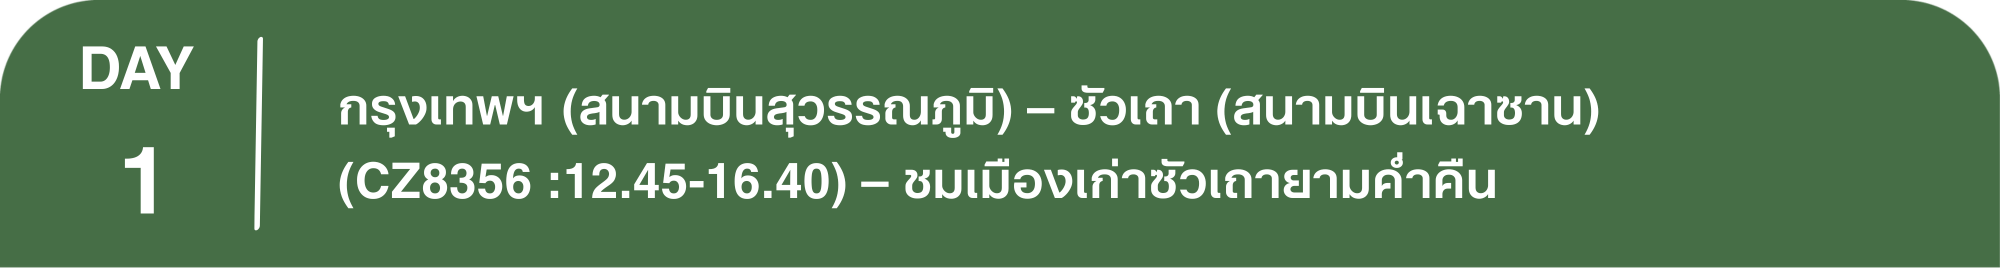 DAY
1
กรุงเทพฯ (สนามบินสุวรรณภูมิ) – ซัวเถา (สนามบินเฉาซาน)
(CZ8356 :12.45-16.40) – ชมเมืองเก่าซัวเถายามค่ำคืน